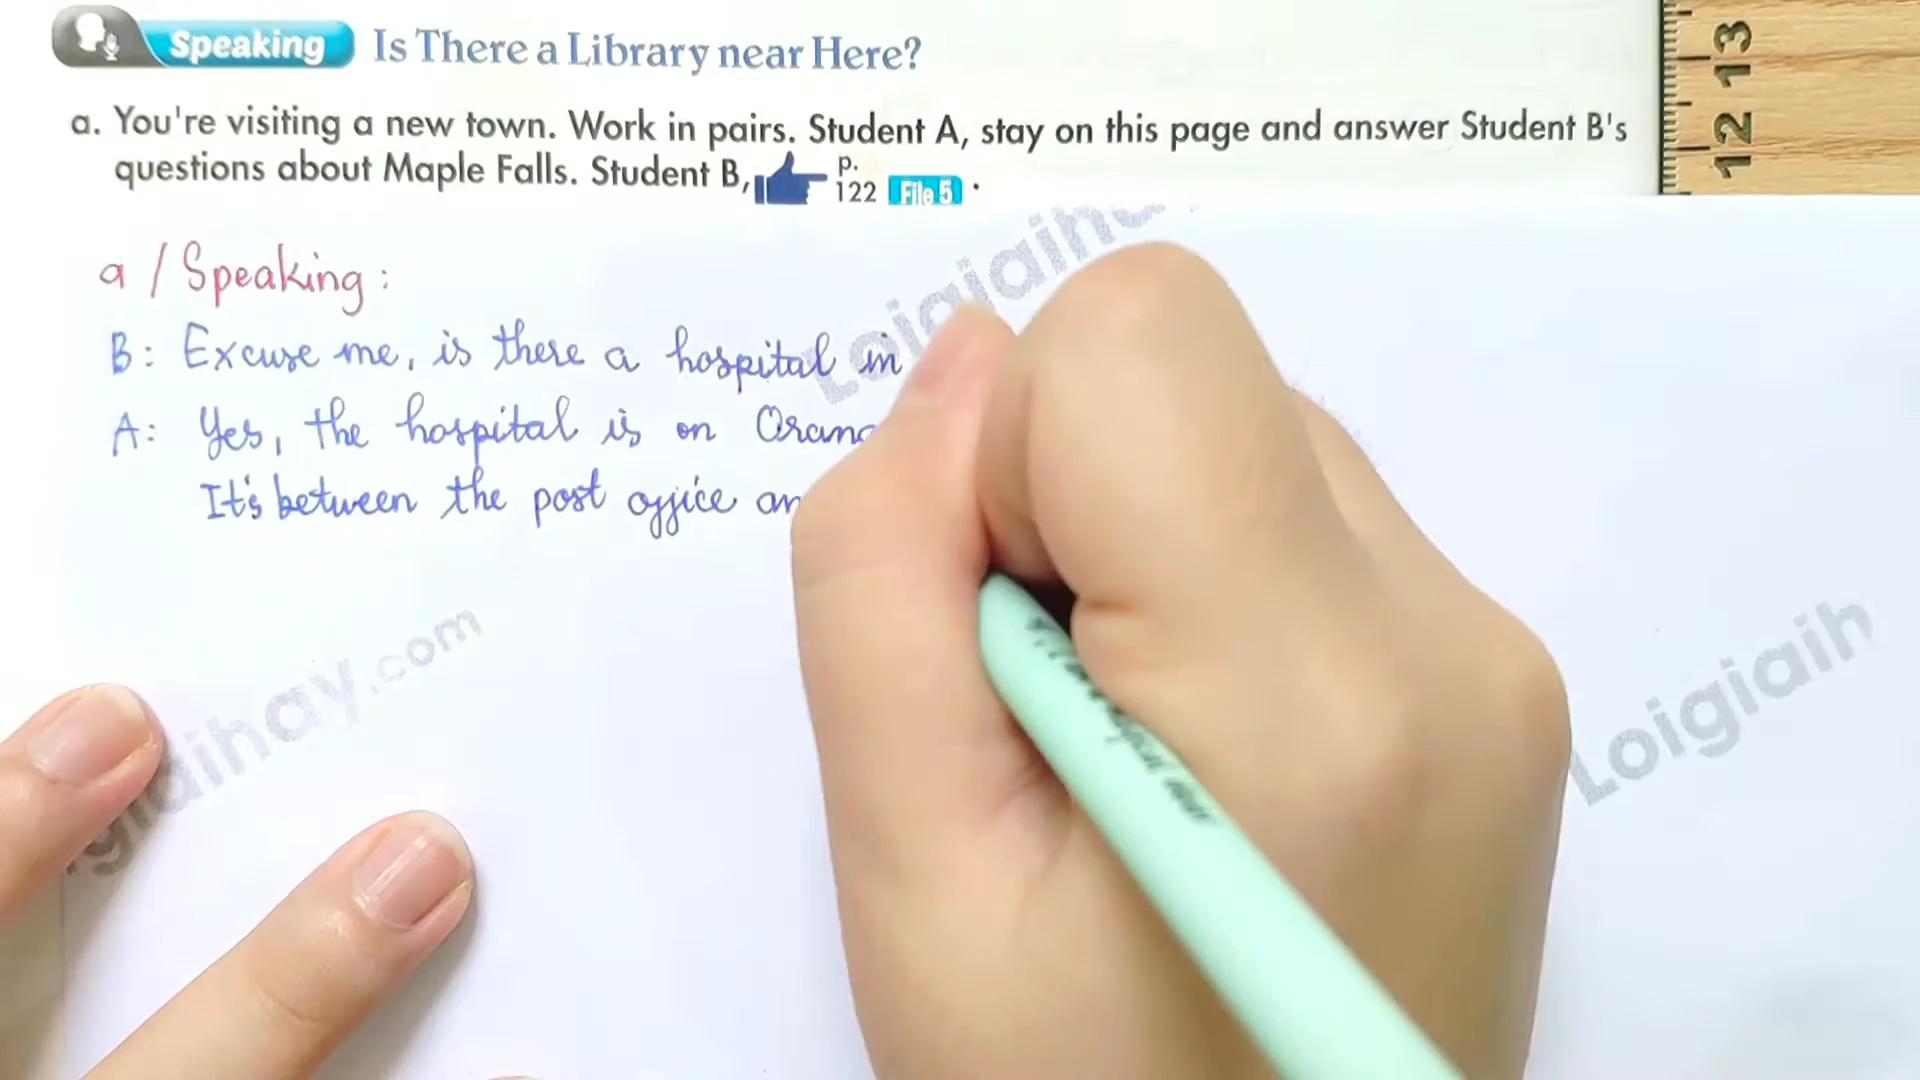 Speaking Is There a Library near Here?
a. You're visiting a new town. Work in pairs. Student A, stay on this page and answer Student B's
questions about Maple Falls. Student B, p. 122 File 5 .
a / Speaking :
B: Excuse me, is there a hospital in
A: Yes, the hospital is on
It's between the post office
Loigiaih
aihay.com
Loigiaih
12 13